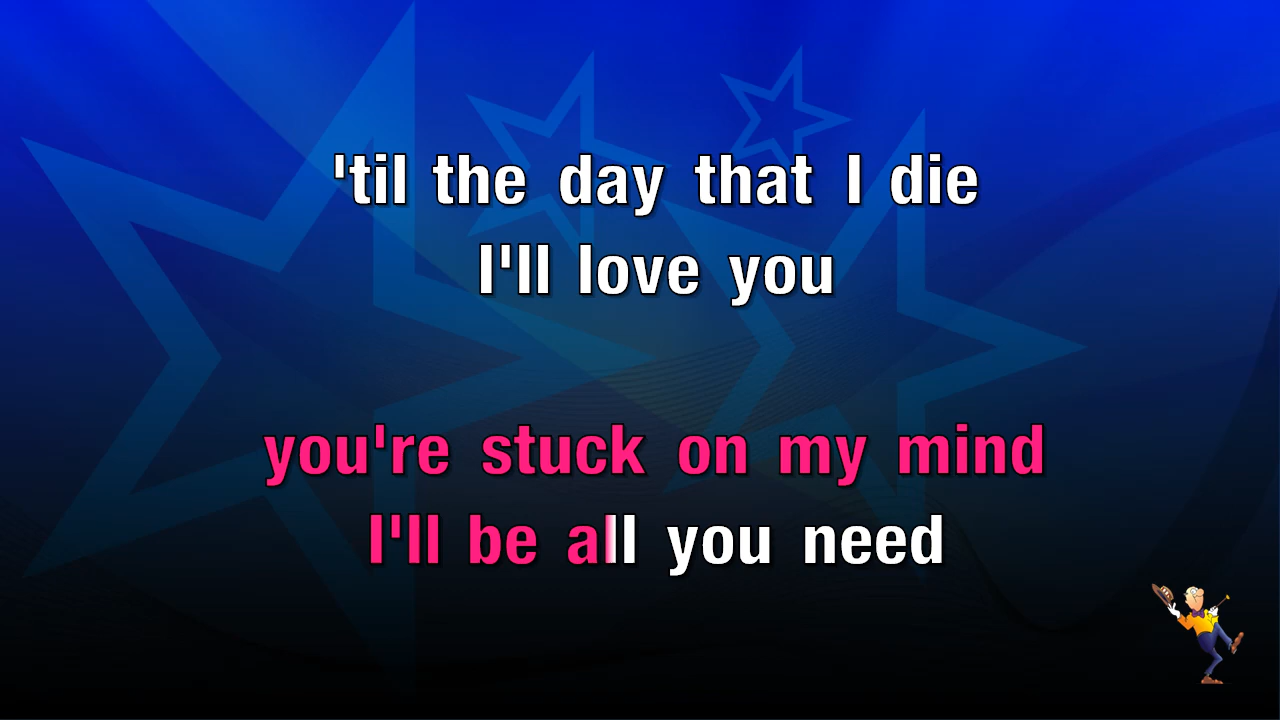 'til the day that I die
I'll love you
you're stuck on my mind
I'll be all you need